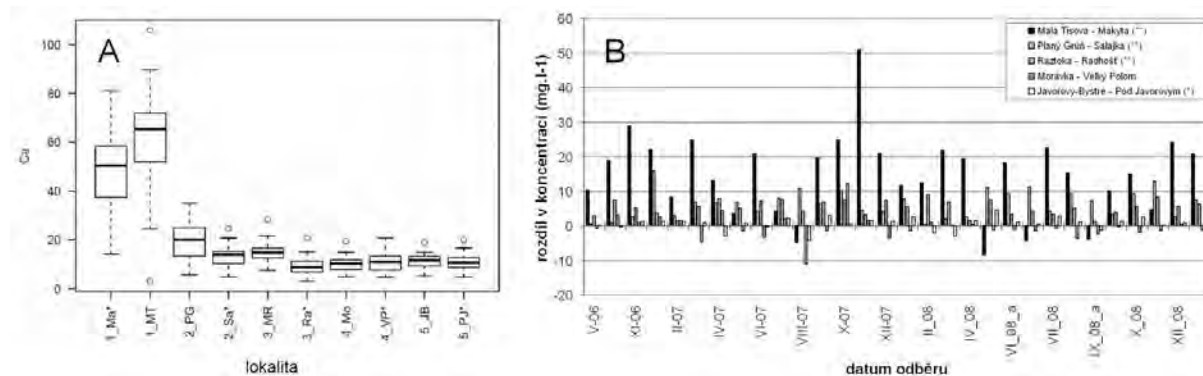 A
Ca
100
80
60
40
20
0
1_Ma*
1_MT
2_PG
2_Sa*
3_MR
3_Ra*
4_Mo
4_VP*
5_JB
5_PJ*
lokalita
B
rozdíl v koncentraci (mg.l-1)
60
50
40
30
20
10
0
-10
-20
Malá Tisová - Makyta (**)
Planý Grúň - Salajka (**)
Razloka - Radhošť (**)
Morávka - Velký Polom
Javorový-Bystré - Pod Javorovým (*)
V-06
XI-06
II-07
IV-07
VI-07
VIII-07
X-07
XII-07
II_08
IV_08
VI_08_a
VII_08
IX_08_a
X_08
XII_08
datum odběru